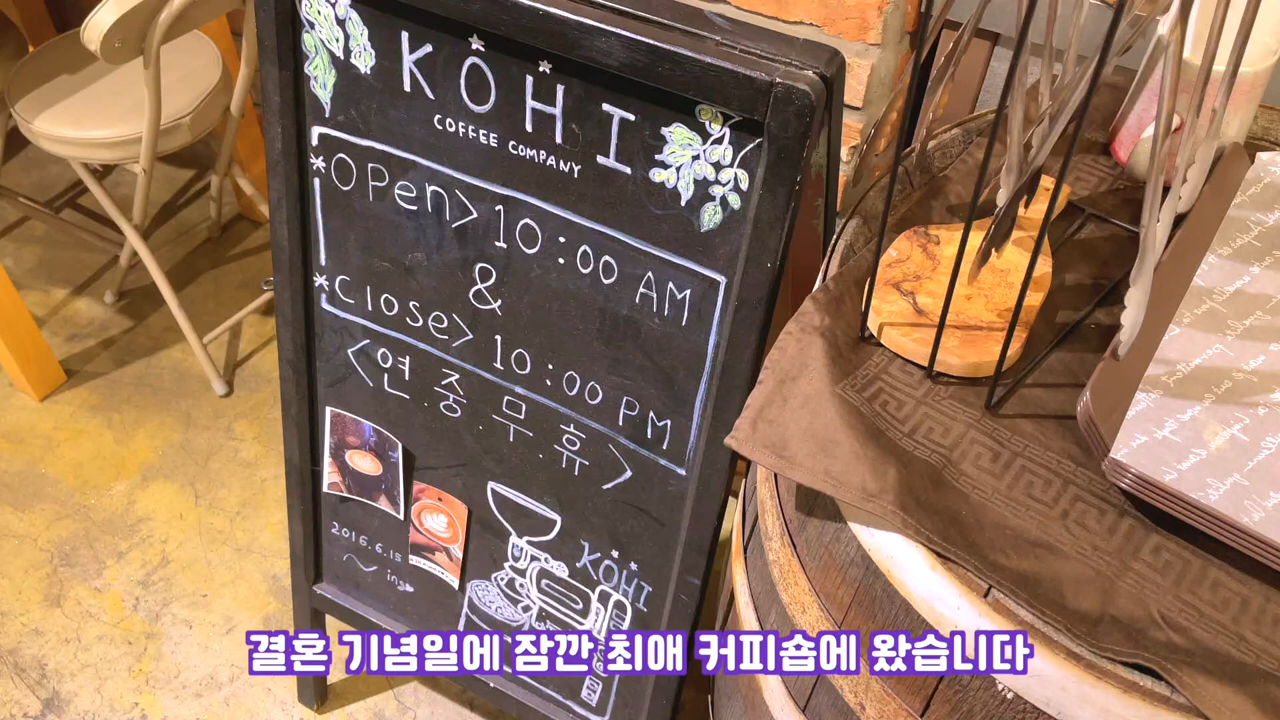 KOHI
COFFEE COMPANY
*OPen> 10:00 AM
&
*Close> 10:00 PM
<연.중.무.휴>
2016.6.15
~ing
KOHI
결혼 기념일에 잠깐 최애 커피숍에 왔습니다